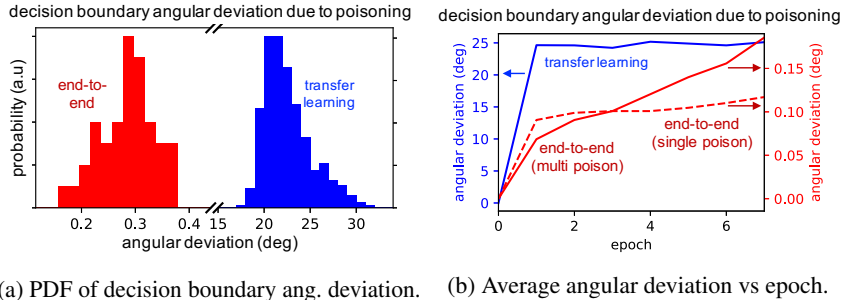 decision boundary angular deviation due to poisoning
probability (a.u)
end-to-
end
transfer
learning
0.2 0.3 0.4 15 20 25 30
angular deviation (deg)
(a) PDF of decision boundary ang. deviation.
decision boundary angular deviation due to poisoning
angular deviation (deg)
25
20
15
10
5
0
transfer learning
end-to-end
(multi poison)
end-to-end
(single poison)
0.15
0.10
0.05
0.00
angular deviation (deg)
0 2 4 6
epoch
(b) Average angular deviation vs epoch.